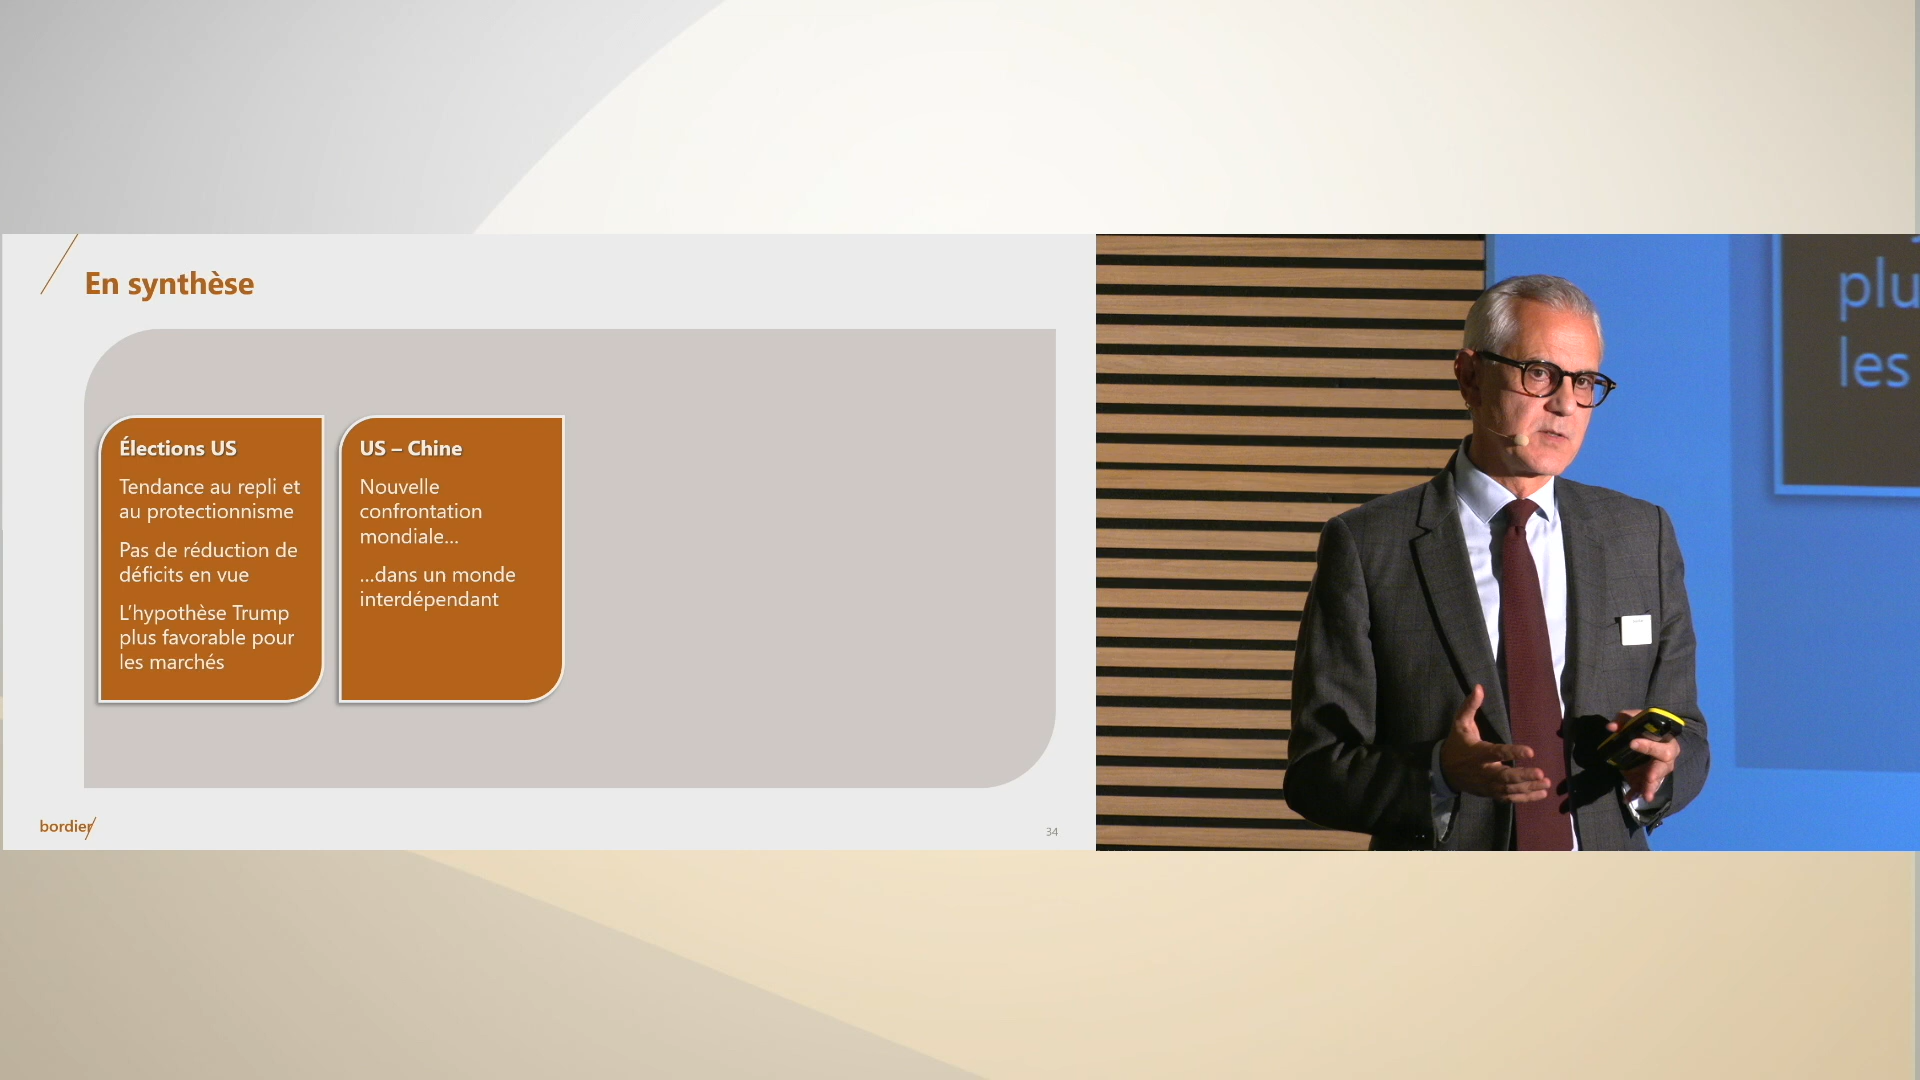 En synthèse
Élections US
Tendance au repli et
au protectionnisme
Pas de réduction de
déficits en vue
L’hypothèse Trump
plus favorable pour
les marchés
US – Chine
Nouvelle
confrontation
mondiale…
…dans un monde
interdépendant
bordier
34
plu
les